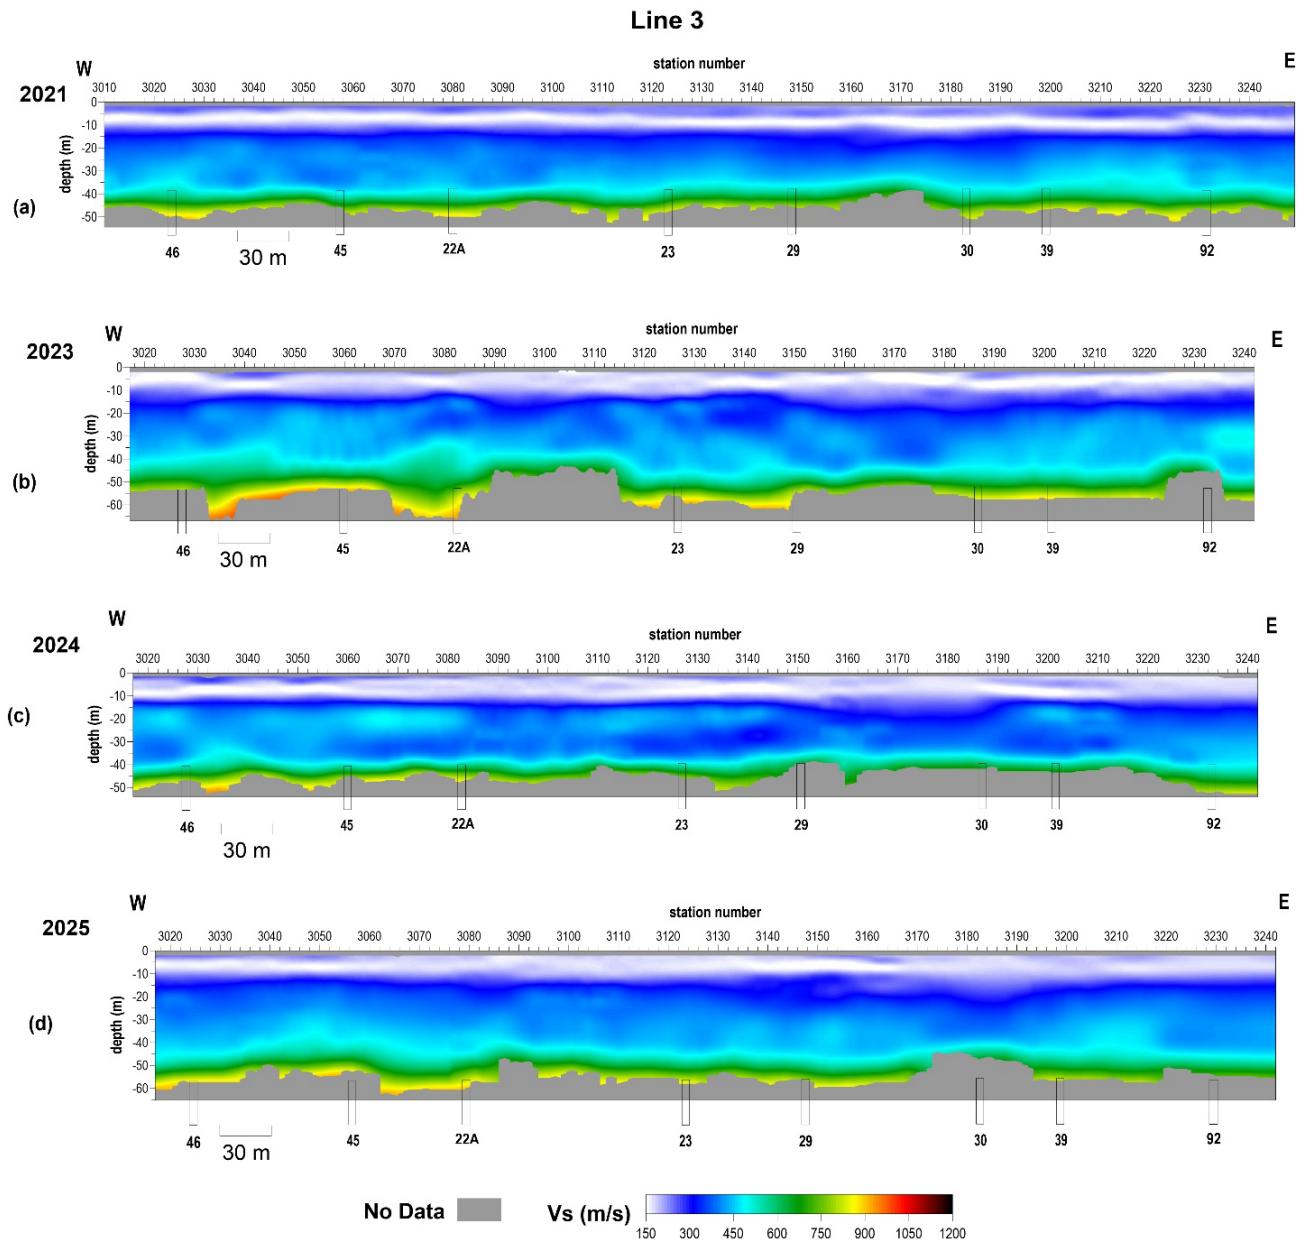 Line 3
W station number E
2021
3010 3020 3030 3040 3050 3060 3070 3080 3090 3100 3110 3120 3130 3140 3150 3160 3170 3180 3190 3200 3210 3220 3230 3240
0
-10
-20
-30
-40
-50
depth (m)
(a)
46 45 22A 23 29 30 39 92
30 m
W station number E
2023
3020 3030 3040 3050 3060 3070 3080 3090 3100 3110 3120 3130 3140 3150 3160 3170 3180 3190 3200 3210 3220 3230 3240
0
-10
-20
-30
-40
-50
-60
depth (m)
(b)
46 45 22A 23 29 30 39 92
30 m
W station number E
2024
3020 3030 3040 3050 3060 3070 3080 3090 3100 3110 3120 3130 3140 3150 3160 3170 3180 3190 3200 3210 3220 3230 3240
0
-10
-20
-30
-40
-50
depth (m)
(c)
46 45 22A 23 29 30 39 92
30 m
W station number E
2025
3020 3030 3040 3050 3060 3070 3080 3090 3100 3110 3120 3130 3140 3150 3160 3170 3180 3190 3200 3210 3220 3230 3240
0
-10
-20
-30
-40
-50
-60
depth (m)
(d)
46 45 22A 23 29 30 39 92
30 m
No Data Vs (m/s)
150 300 450 600 750 900 1050 1200